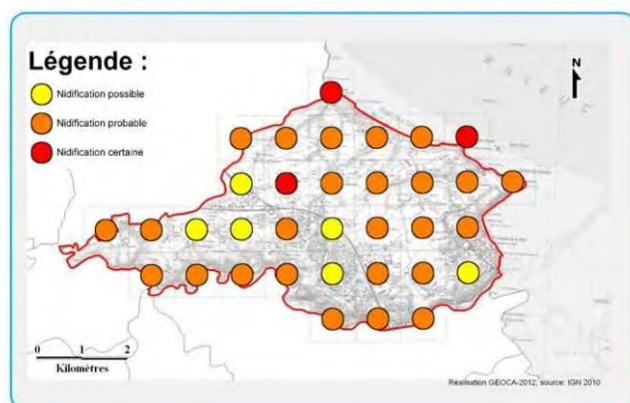 Légende :
N
Nidification possible
Nidification probable
Nidification certaine
0 1 2
Kilomètres
Réalisation GEOCA-2012, source: IGN 2010